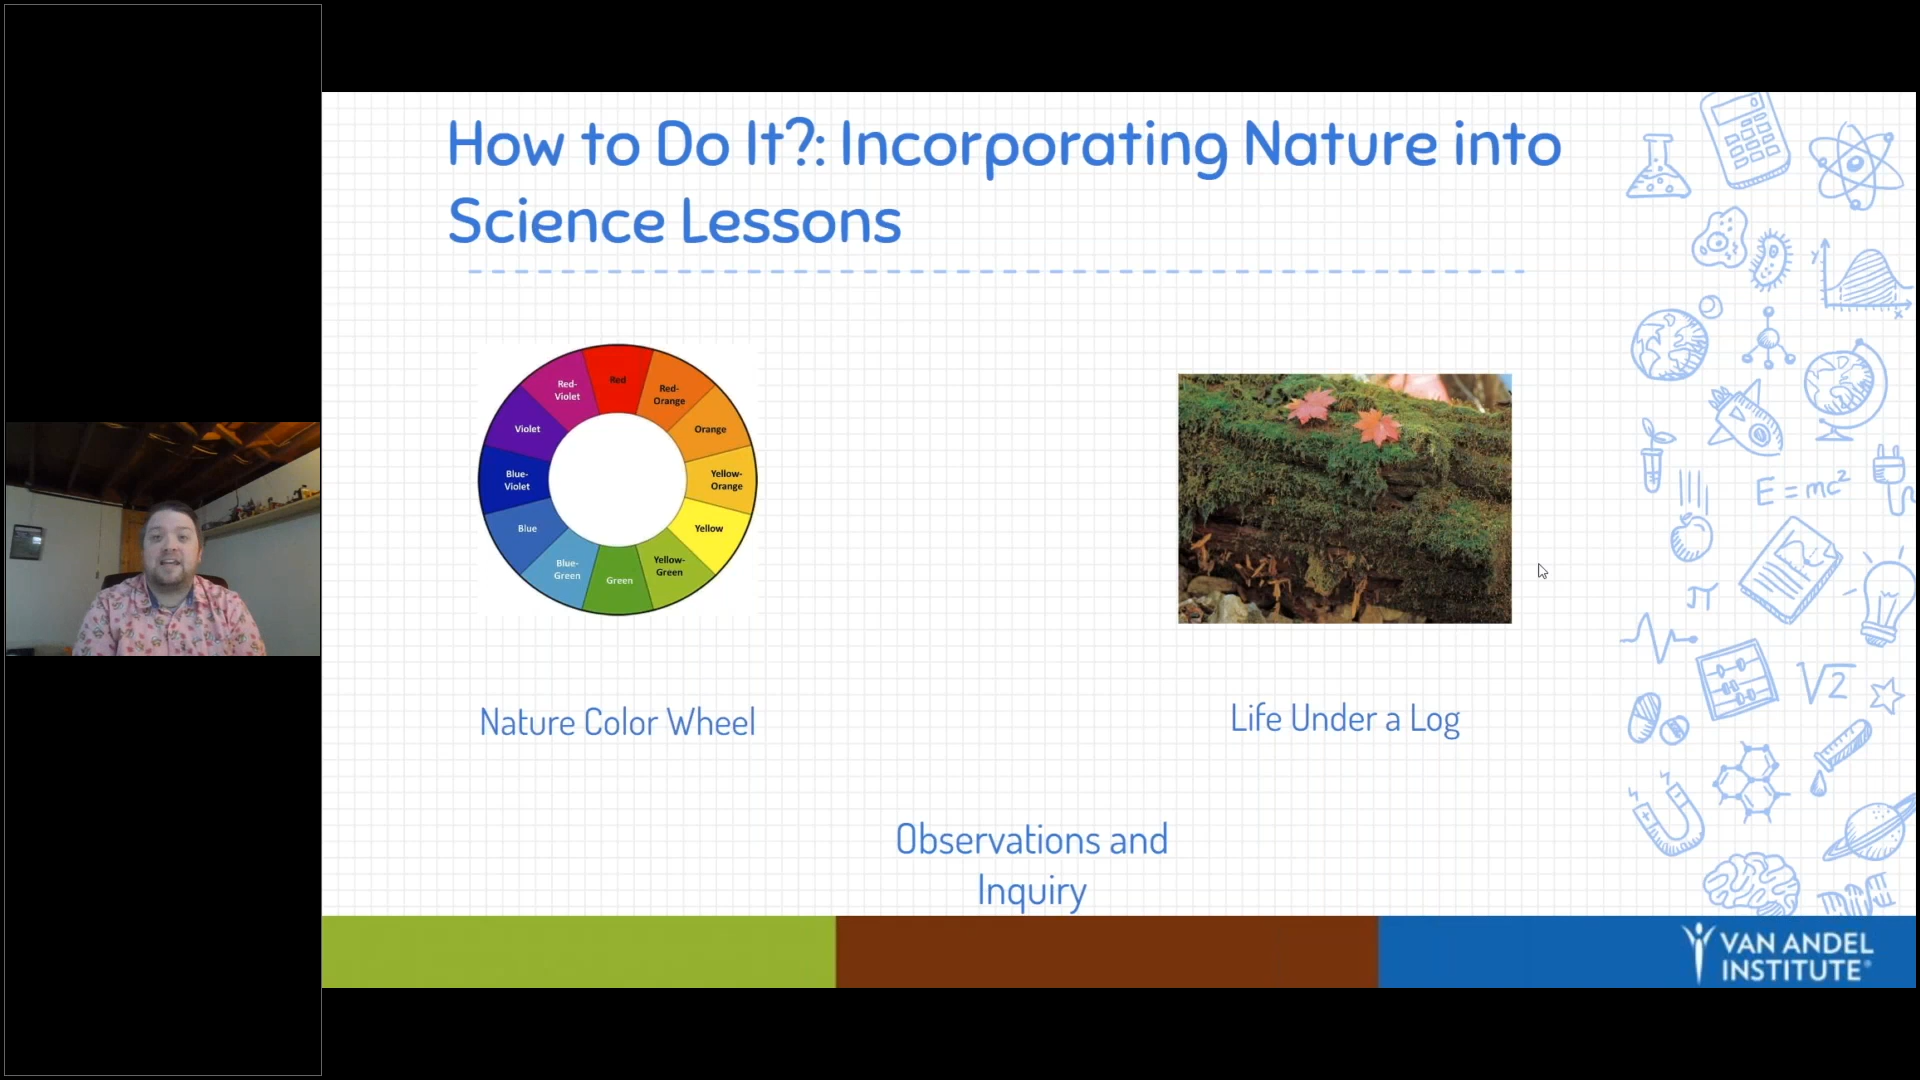 How to Do It?: Incorporating Nature into
Science Lessons
Red
Red-
Orange
Orange
Yellow-
Orange
Yellow
Yellow-
Green
Green
Blue-
Green
Blue
Blue-
Violet
Violet
Red-
Violet
Nature Color Wheel
Life Under a Log
Observations and
Inquiry
y
x
E=mc²
π
√2
VAN ANDEL
INSTITUTE®